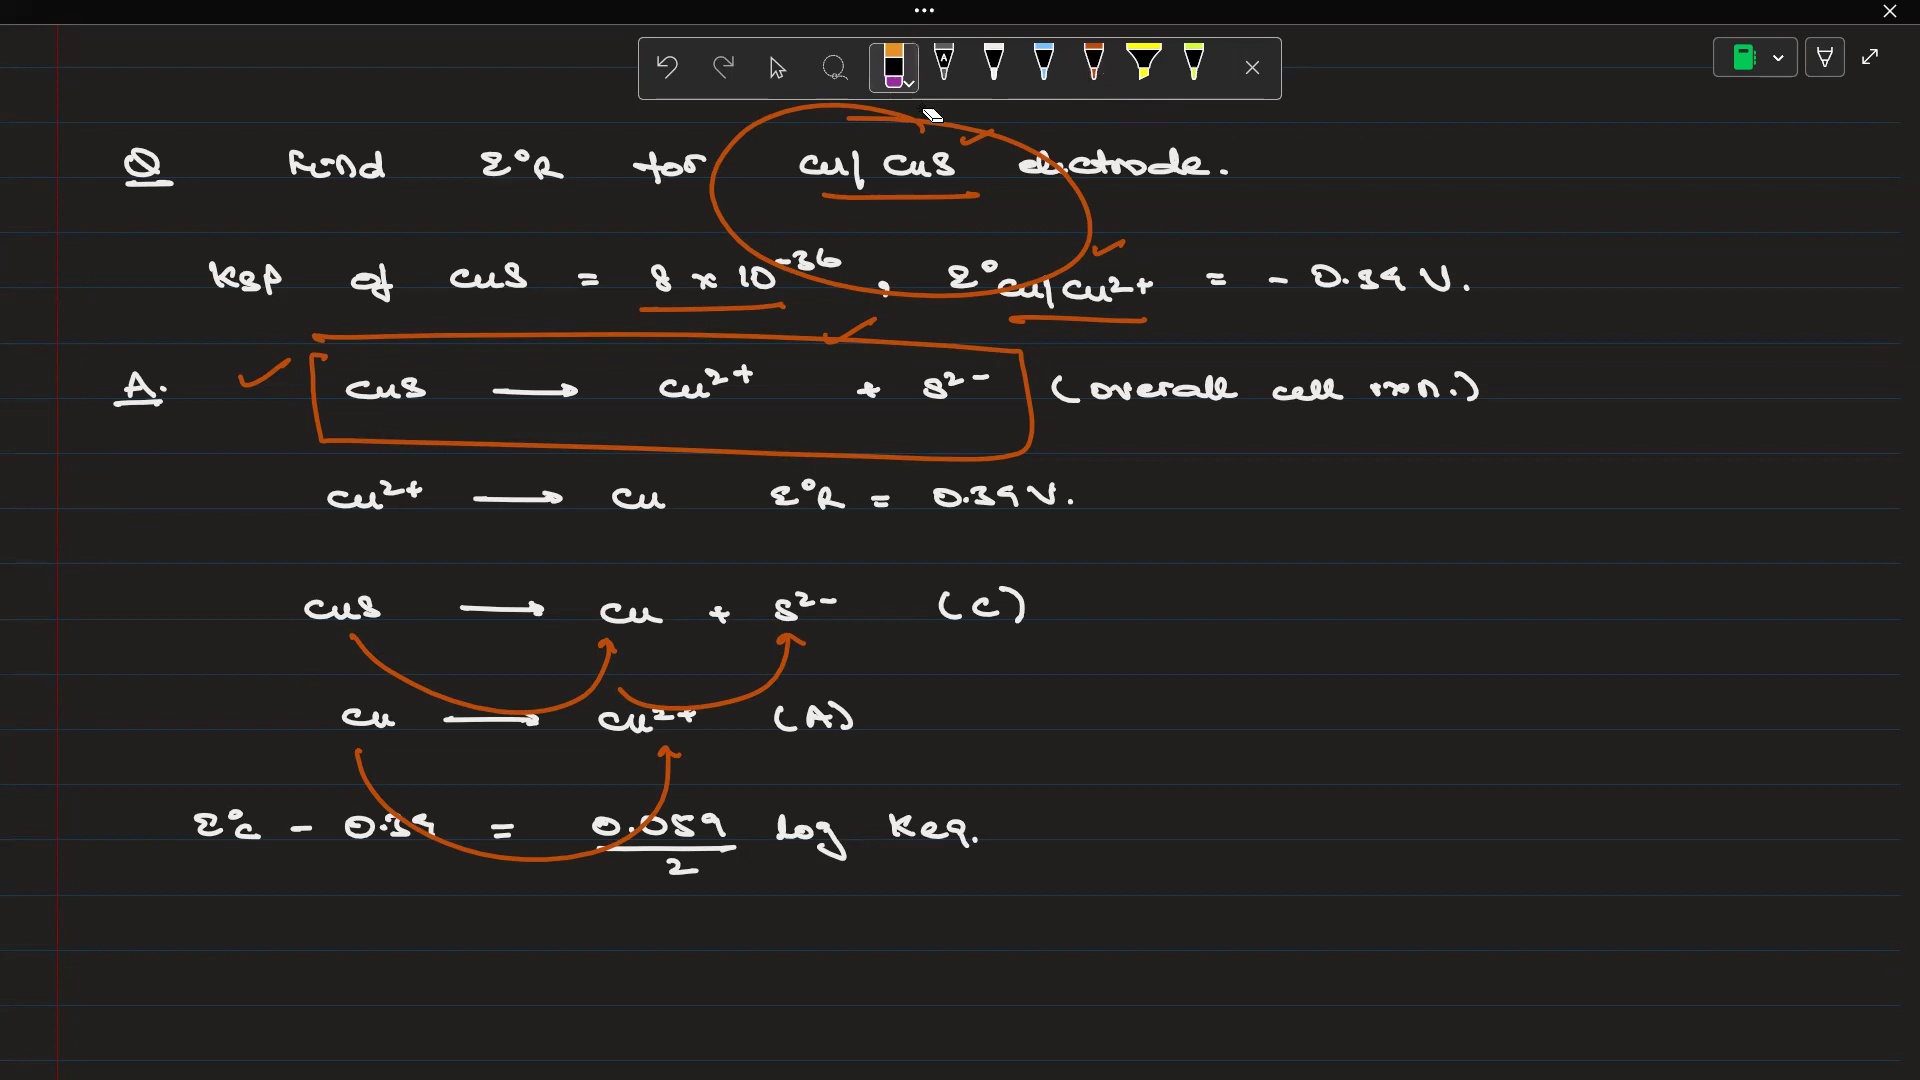 Q Find ε°R for Cu/CuS electrode.
Ksp of CuS = 8 × 10⁻³⁶, ε°Cu/Cu²⁺ = - 0.34 V.
A. CuS ⟶ Cu²⁺ + S²⁻ (overall cell rxn.)
Cu²⁺ ⟶ Cu ε°R = 0.34 V.
CuS ⟶ Cu + S²⁻ (C)
Cu ⟶ Cu²⁺ (A)
ε°c - 0.34 = 0.059/2 log Keq.